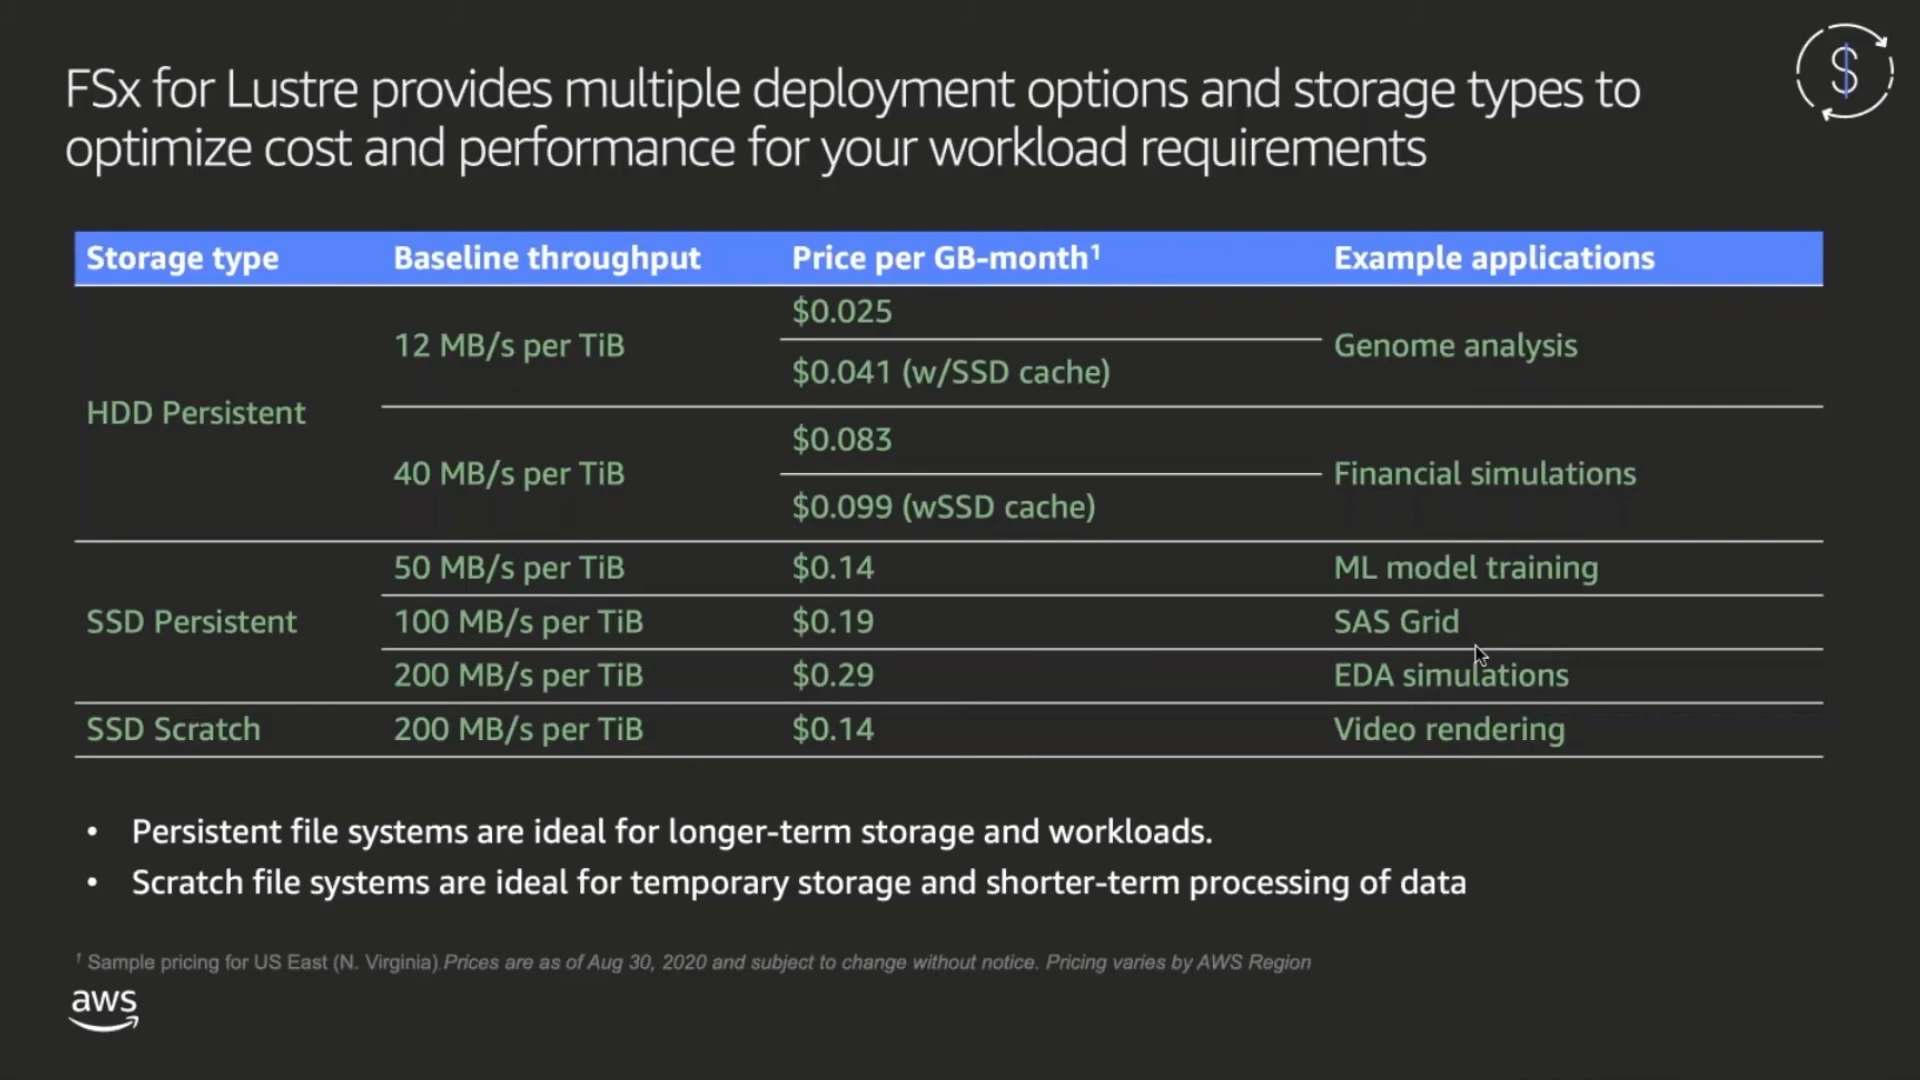 FSx for Lustre provides multiple deployment options and storage types to
optimize cost and performance for your workload requirements
Storage type Baseline throughput Price per GB-month¹ Example applications
HDD Persistent
12 MB/s per TiB
$0.025
$0.041 (w/SSD cache)
Genome analysis
40 MB/s per TiB
$0.083
$0.099 (wSSD cache)
Financial simulations
SSD Persistent
50 MB/s per TiB $0.14 ML model training
100 MB/s per TiB $0.19 SAS Grid
200 MB/s per TiB $0.29 EDA simulations
SSD Scratch 200 MB/s per TiB $0.14 Video rendering
• Persistent file systems are ideal for longer-term storage and workloads.
• Scratch file systems are ideal for temporary storage and shorter-term processing of data
¹ Sample pricing for US East (N. Virginia) Prices are as of Aug 30, 2020 and subject to change without notice. Pricing varies by AWS Region
aws